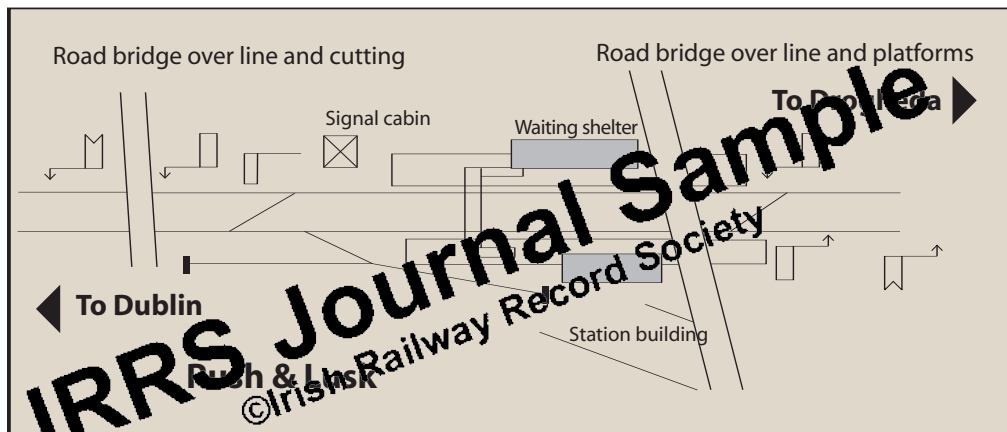 Road bridge over line and cutting
Road bridge over line and platforms
To Drogheda
Signal cabin
Waiting shelter
To Dublin
Station building
Rush & Lusk
IRRS Journal Sample
©Irish Railway Record Society